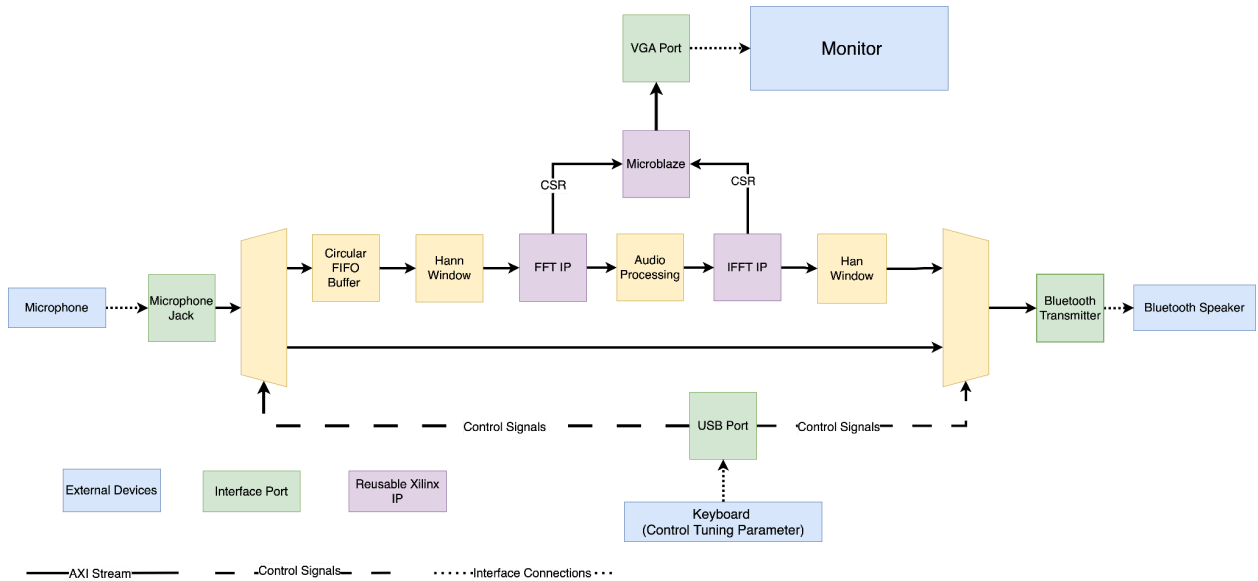 VGA Port
Monitor
Microblaze
CSR
CSR
Circular
FIFO
Buffer
Hann
Window
FFT IP
Audio
Processing
IFFT IP
Han
Window
Microphone
Microphone
Jack
Bluetooth
Transmitter
Bluetooth Speaker
Control Signals
USB Port
Control Signals
External Devices
Interface Port
Reusable Xilinx
IP
Keyboard
(Control Tuning Parameter)
AXI Stream
Control Signals
Interface Connections